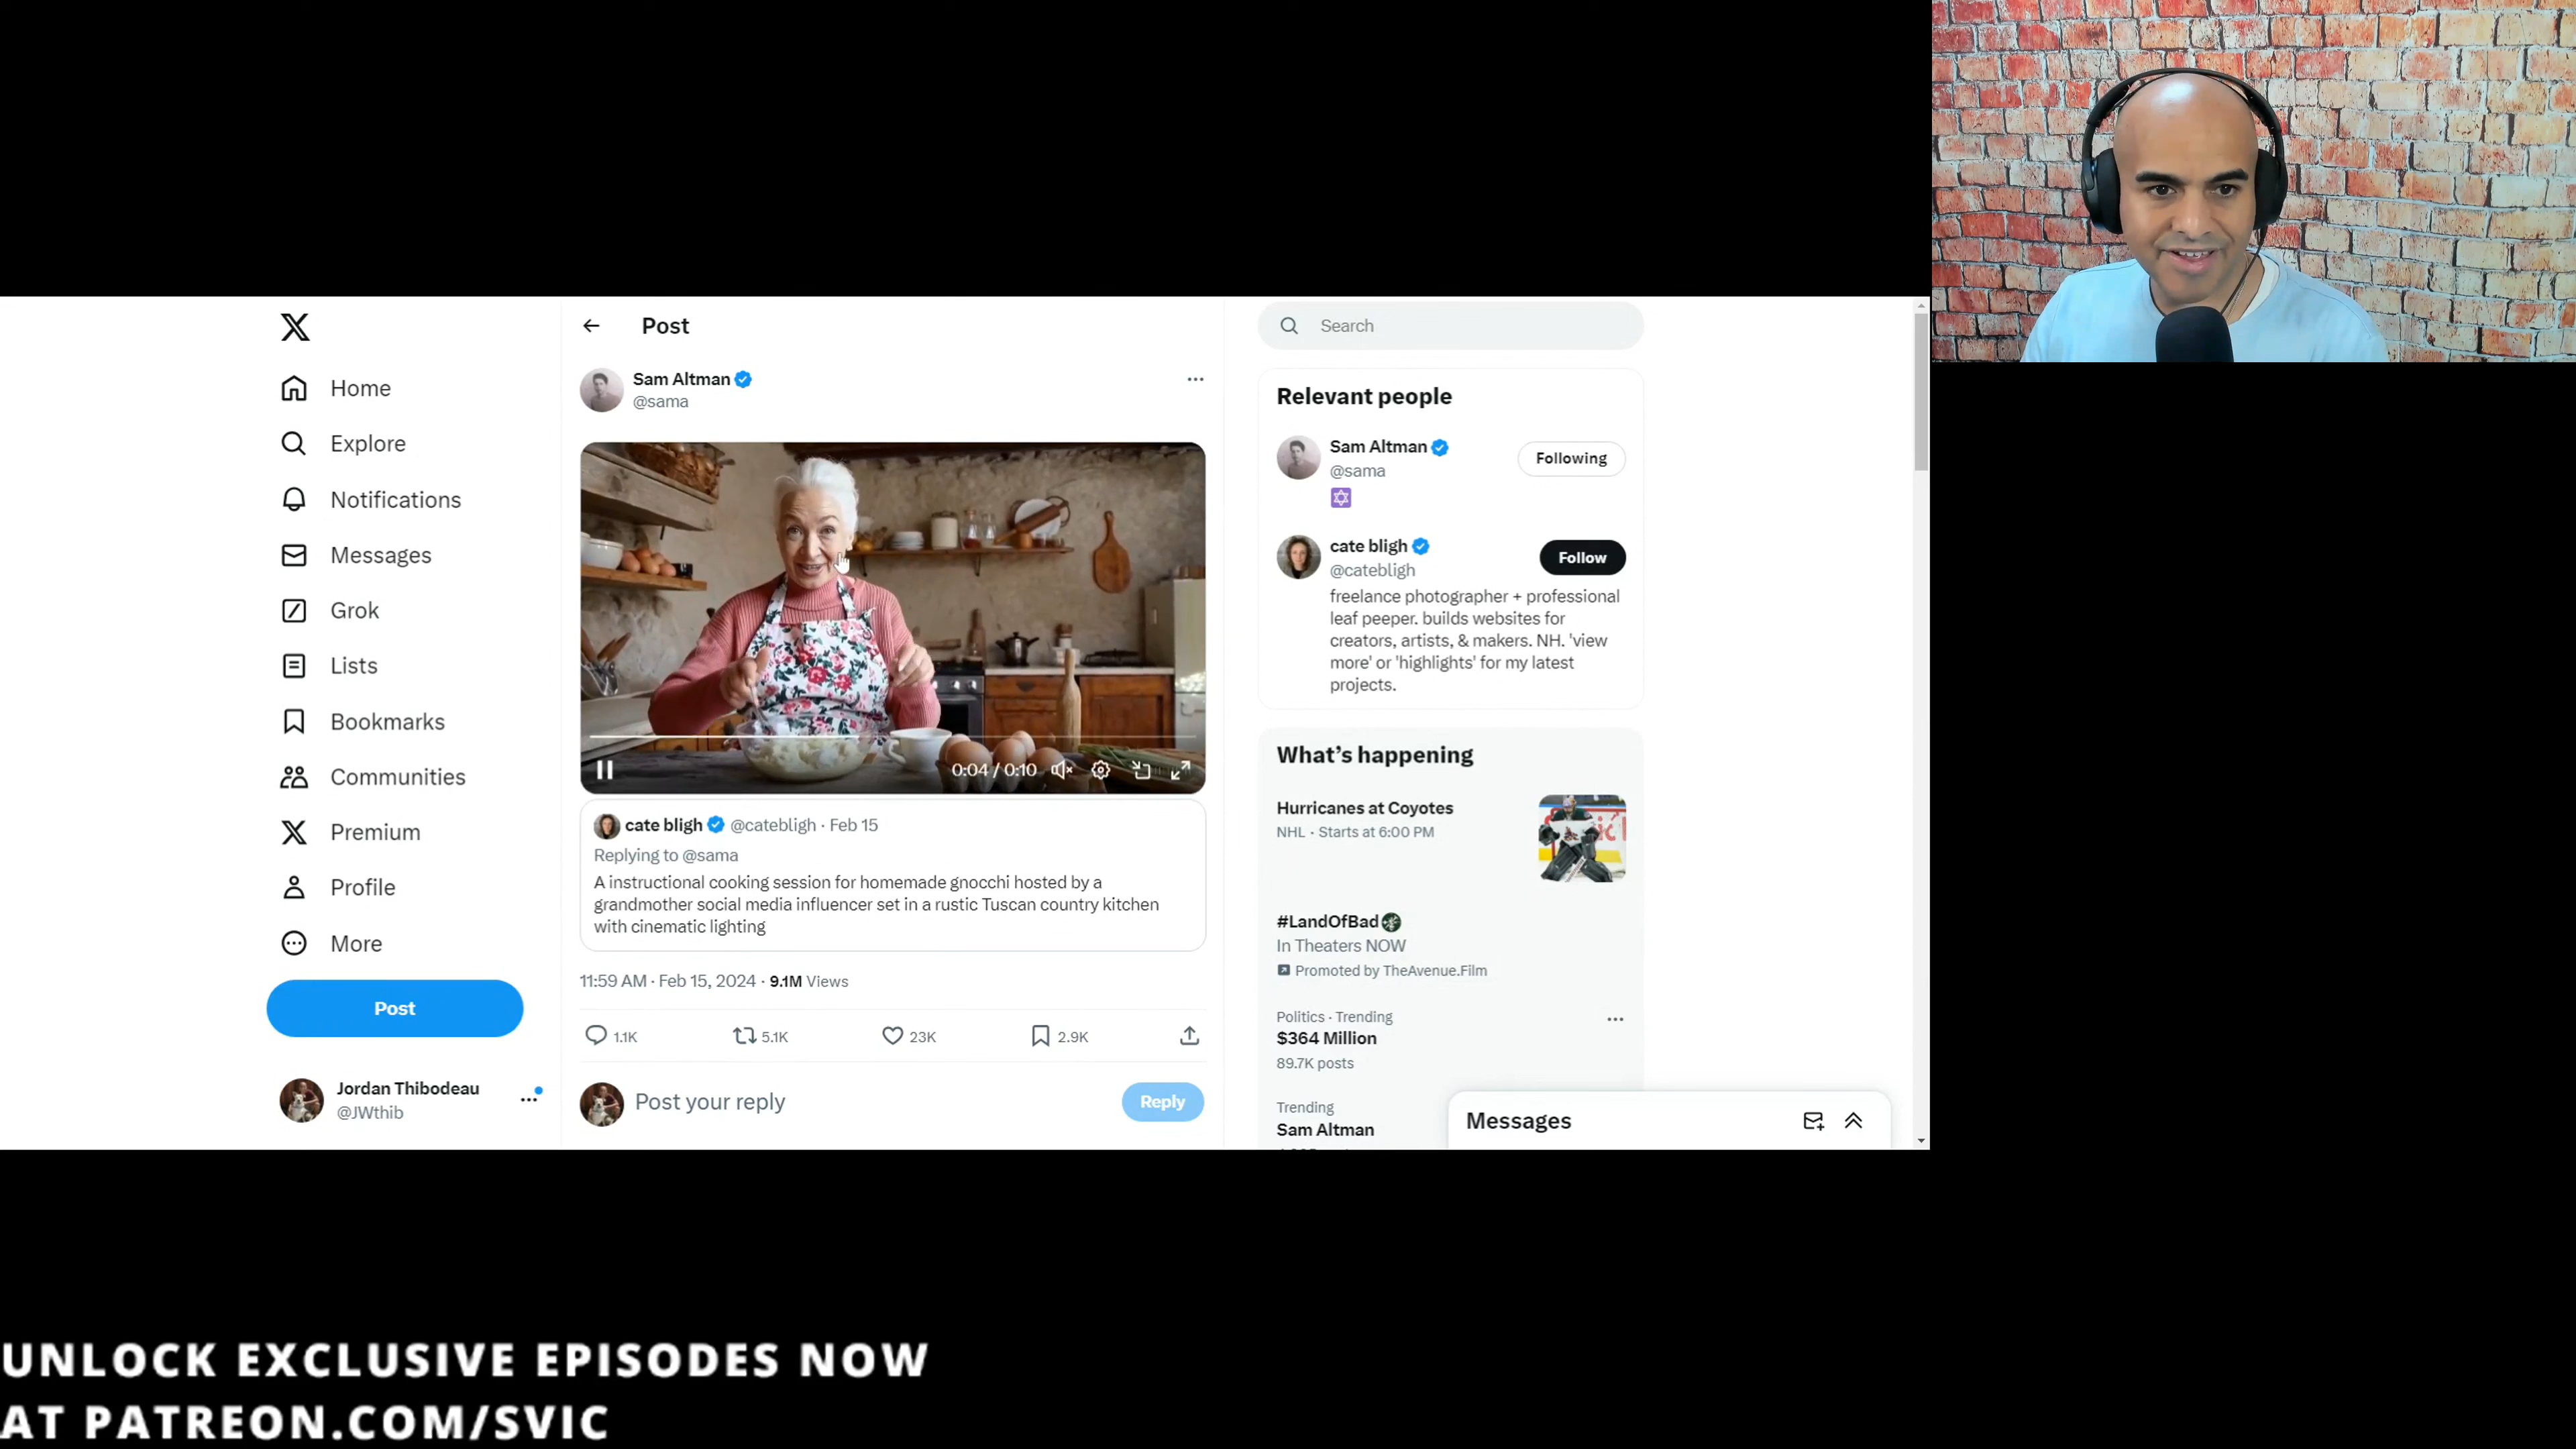 Home
Explore
Notifications
Messages
Grok
Lists
Bookmarks
Communities
Premium
Profile
More
Post
Jordan Thibodeau
@JWthib
Post
Sam Altman
@sama
0:04 / 0:10
cate bligh @catebligh · Feb 15
Replying to @sama
A instructional cooking session for homemade gnocchi hosted by a
grandmother social media influencer set in a rustic Tuscan country kitchen
with cinematic lighting
11:59 AM · Feb 15, 2024 · 9.1M Views
1.1K 5.1K 23K 2.9K
Post your reply
Reply
Search
Relevant people
Sam Altman
@sama
Following
cate bligh
@catebligh
Follow
freelance photographer + professional
leaf peeper. builds websites for
creators, artists, & makers. NH. 'view
more' or 'highlights' for my latest
projects.
What's happening
Hurricanes at Coyotes
NHL · Starts at 6:00 PM
#LandOfBad
In Theaters NOW
Promoted by TheAvenue.Film
Politics · Trending
$364 Million
89.7K posts
Trending
Sam Altman
Messages
UNLOCK EXCLUSIVE EPISODES NOW
AT PATREON.COM/SVIC